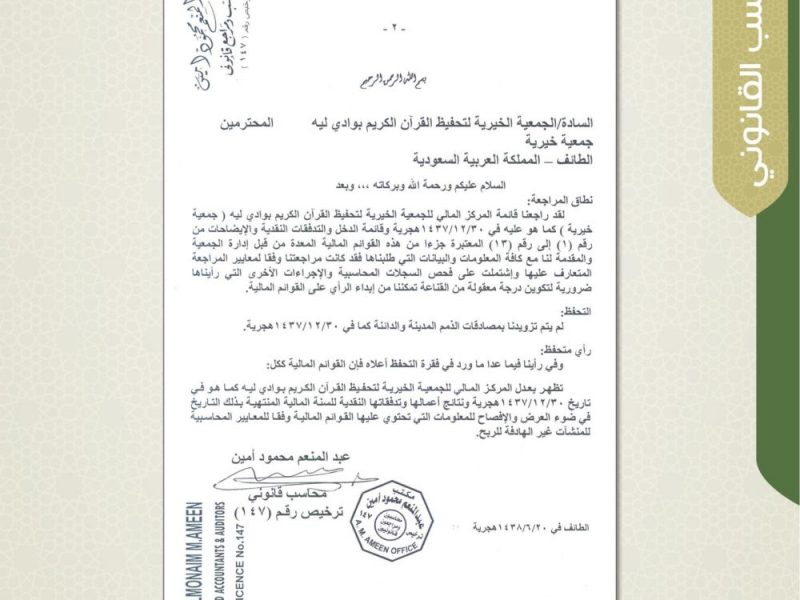 - ٢ -
بسم الله الرحمن الرحيم
السادة/الجمعية الخيرية لتحفيظ القرآن الكريم بوادي ليه المحترمين
جمعية خيرية
الطائف – المملكة العربية السعودية
السلام عليكم ورحمة الله وبركاته ،،، وبعد
نطاق المراجعة:
لقد راجعنا قائمة المركز المالي للجمعية الخيرية لتحفيظ القرآن الكريم بوادي ليه ( جمعية
خيرية ) كما هو عليه في ١٤٣٧/١٢/٣٠هجرية وقائمة الدخل والتدفقات النقدية والإيضاحات من
رقم (١) إلى رقم (١٣) المعتبرة جزءا من هذه القوائم المالية المعدة من قبل إدارة الجمعية
والمقدمة لنا مع كافة المعلومات والبيانات التي طلبناها فقد كانت مراجعتنا وفقا لمعايير المراجعة
المتعارف عليها وإشتملت على فحص السجلات المحاسبية والإجراءات الأخرى التي رأيناها
ضرورية لتكوين درجة معقولة من القناعة تمكننا من إبداء الرأي على القوائم المالية.
التحفظ:
لم يتم تزويدنا بمصادقات الذمم المدينة والدائنة كما في ١٤٣٧/١٢/٣٠هجرية.
رأي متحفظ:
وفي رأينا فيما عدا ما ورد في فقرة التحفظ أعلاه فإن القوائم المالية ككل:
تظهر بعدل المركز المالي للجمعية الخيرية لتحفيظ القرآن الكريم بوادي ليه كما هو في
تاريخ ١٤٣٧/١٢/٣٠هجرية ونتائج أعمالها وتدفقاتها النقدية للسنة المالية المنتهية بذلك التاريخ
في ضوء العرض والإفصاح للمعلومات التي تحتوي عليها القوائم المالية وفقا للمعايير المحاسبية
للمنشآت غير الهادفة للربح.
عبد المنعم محمود أمين
محاسب قانوني
ترخيص رقم (١٤٧)
مكتب
عبدالمنعم محمود أمين
محاسبون
ومراجعون
قانونيون
ترخيص ١٤٧
A. M. AMEEN OFFICE
الطائف في ١٤٣٨/٦/٢٠هجرية
MONAIM M.AMEEN
ACCOUNTANTS & AUDITORS
ICENCE No.147
ترخيص رقم (١٤٧)
القانوني